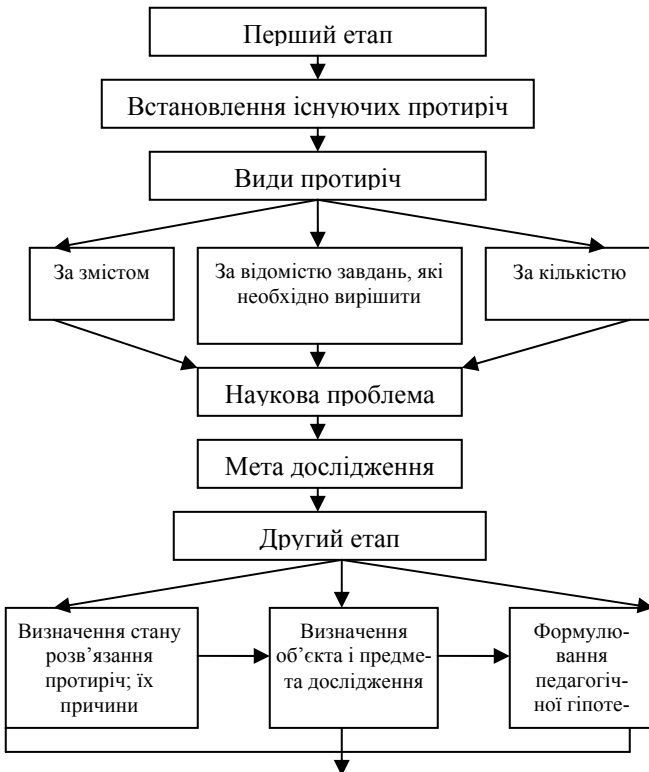 Перший етап
Встановлення існуючих протиріч
Види протиріч
За змістом
За відомістю завдань, які
необхідно вирішити
За кількістю
Наукова проблема
Мета дослідження
Другий етап
Визначення стану
розв’язання
протиріч; їх
причини
Визначення
об’єкта і предме-
та дослідження
Формулю-
вання
педагогіч-
ної гіпоте-